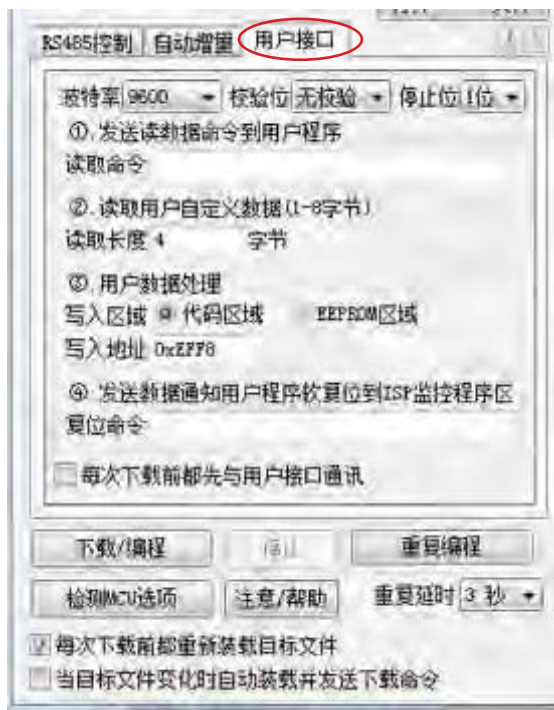 RS485控制 自动增量 用户接口
波特率 9600 校验位 无校验 停止位 1位
①.发送读数据命令到用户程序
读取命令
②.读取用户自定义数据(1-8字节)
读取长度 4 字节
③.用户数据处理
写入区域 代码区域 EEPROM区域
写入地址 0xEFF8
④.发送数据通知用户程序软复位到ISP监控程序区
复位命令
每次下载前都先与用户接口通讯
下载/编程 停止 重复编程
检测MCU选项 注意/帮助 重复延时 3 秒
每次下载前都重新装载目标文件
当目标文件变化时自动装载并发送下载命令